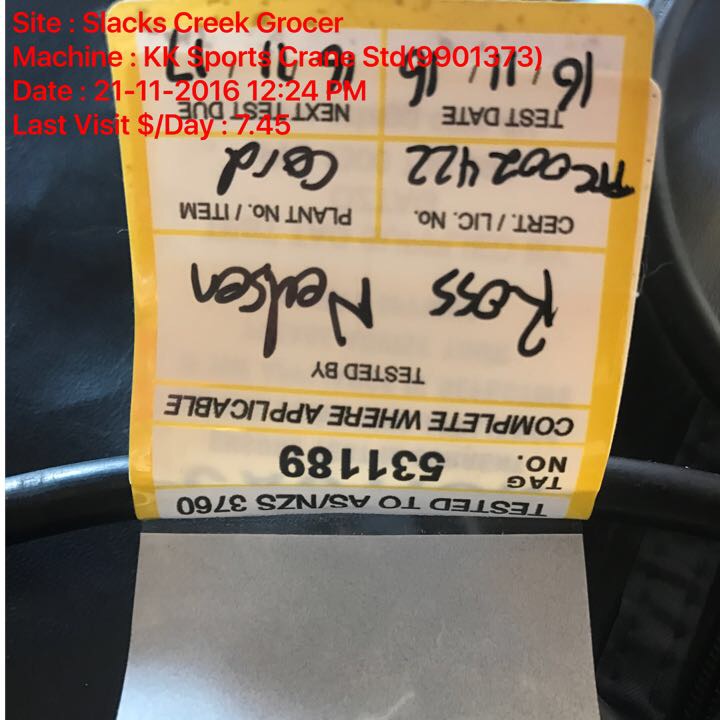 Site : Slacks Creek Grocer
Machine : KK Sports Crane Std(9901373)
Date : 21-11-2016 12:24 PM
Last Visit $/Day : 7.45
TESTED TO AS/NZS 3760
TAG NO. 531189
COMPLETE WHERE APPLICABLE
TESTED BY
Ross
CERT. / LIC. No. PLANT No. / ITEM
002422 Cord
TEST DATE NEXT TEST DUE
16.11.16